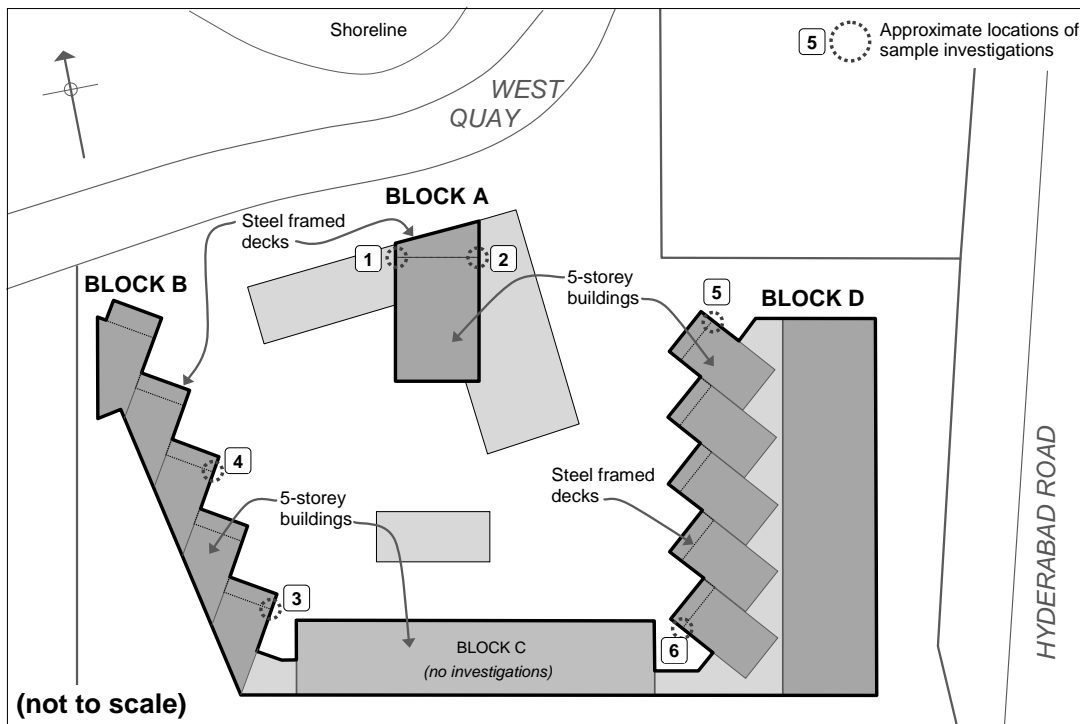 Shoreline
5
Approximate locations of
sample investigations
WEST
QUAY
BLOCK A
Steel framed
decks
1
2
BLOCK B
5-storey
buildings
5
BLOCK D
4
Steel framed
decks
5-storey
buildings
3
6
BLOCK C
(no investigations)
HYDERABAD ROAD
(not to scale)